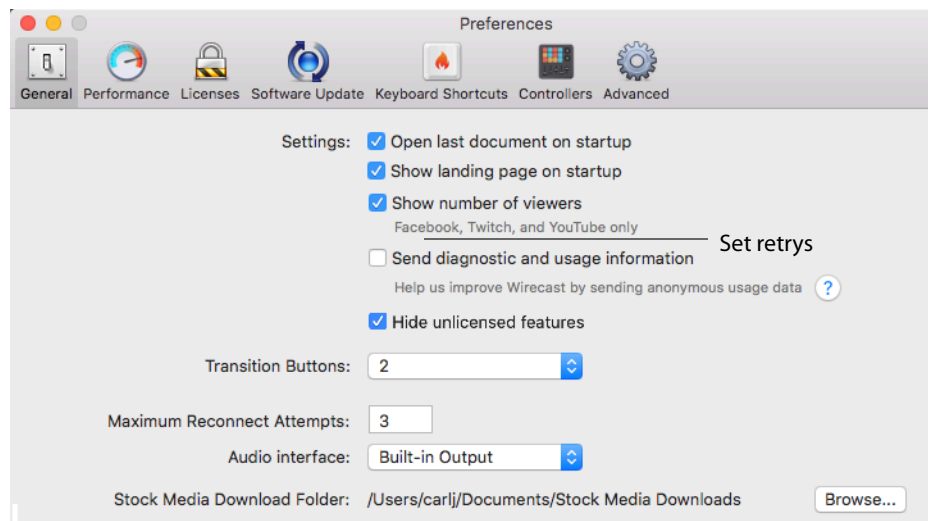 Preferences
General Performance Licenses Software Update Keyboard Shortcuts Controllers Advanced
Settings: Open last document on startup
Show landing page on startup
Show number of viewers
Facebook, Twitch, and YouTube only
Set retrys
Send diagnostic and usage information
Help us improve Wirecast by sending anonymous usage data ?
Hide unlicensed features
Transition Buttons: 2
Maximum Reconnect Attempts: 3
Audio interface: Built-in Output
Stock Media Download Folder: /Users/carlj/Documents/Stock Media Downloads Browse...